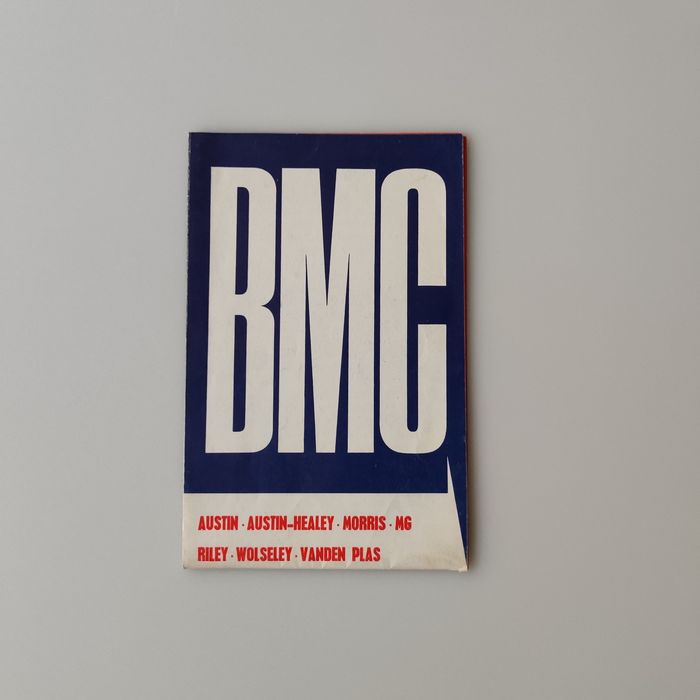 BMC
AUSTIN · AUSTIN-HEALEY · MORRIS · MG
RILEY · WOLSELEY · VANDEN PLAS